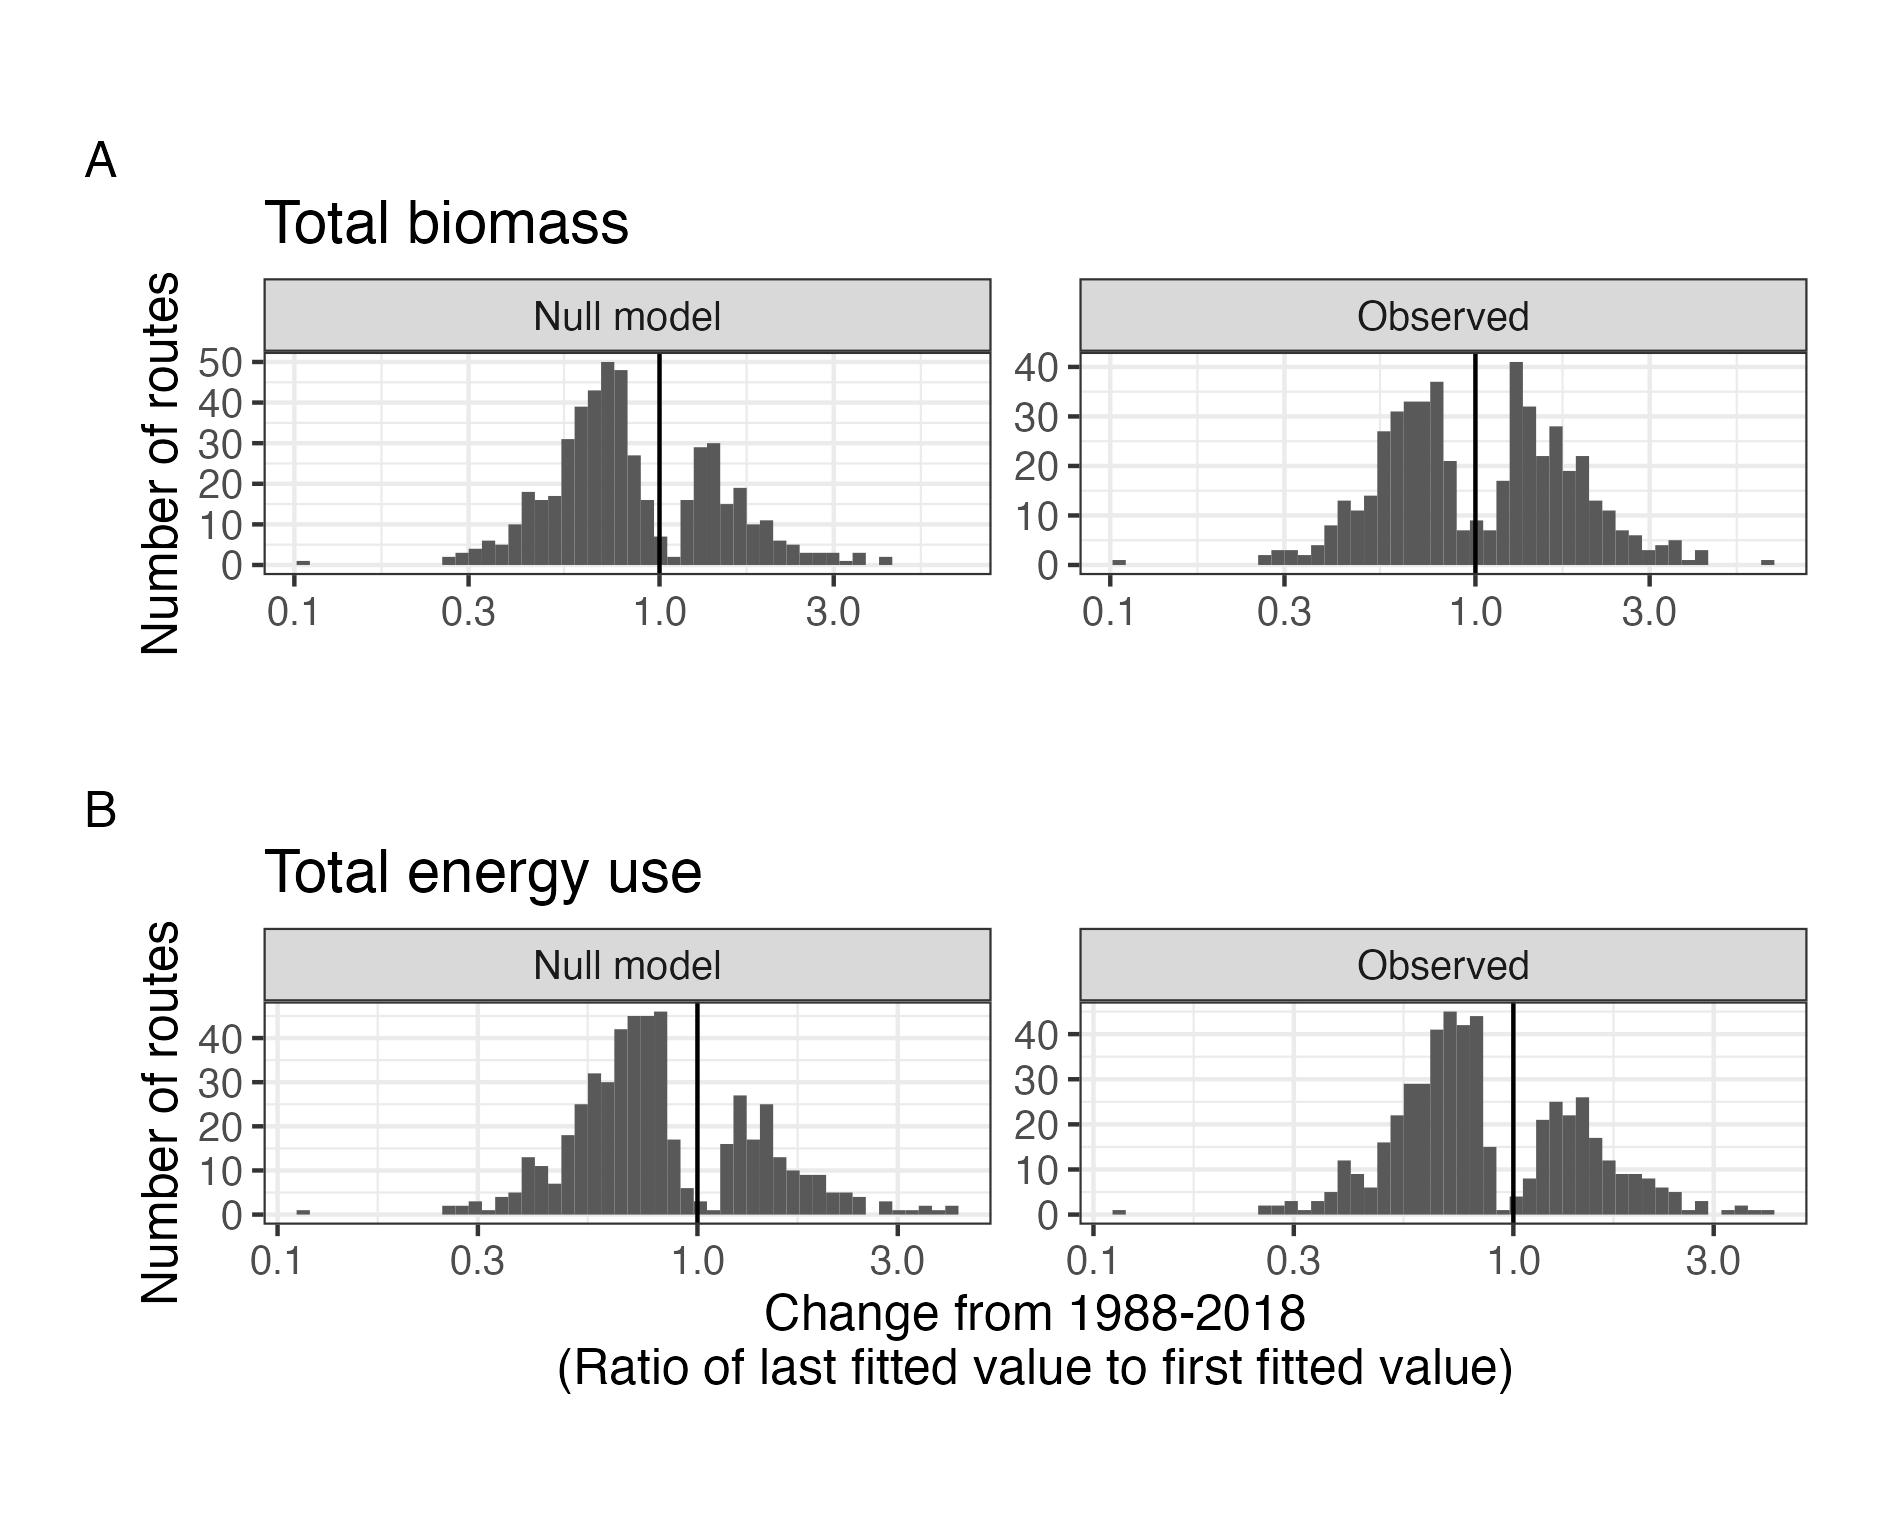 A
Total biomass
Number of routes
Null model
Observed
50
40
30
20
10
0
40
30
20
10
0
0.1 0.3 1.0 3.0
0.1 0.3 1.0 3.0
B
Total energy use
Number of routes
Null model
Observed
40
30
20
10
0
40
30
20
10
0
0.1 0.3 1.0 3.0
0.1 0.3 1.0 3.0
Change from 1988-2018
(Ratio of last fitted value to first fitted value)